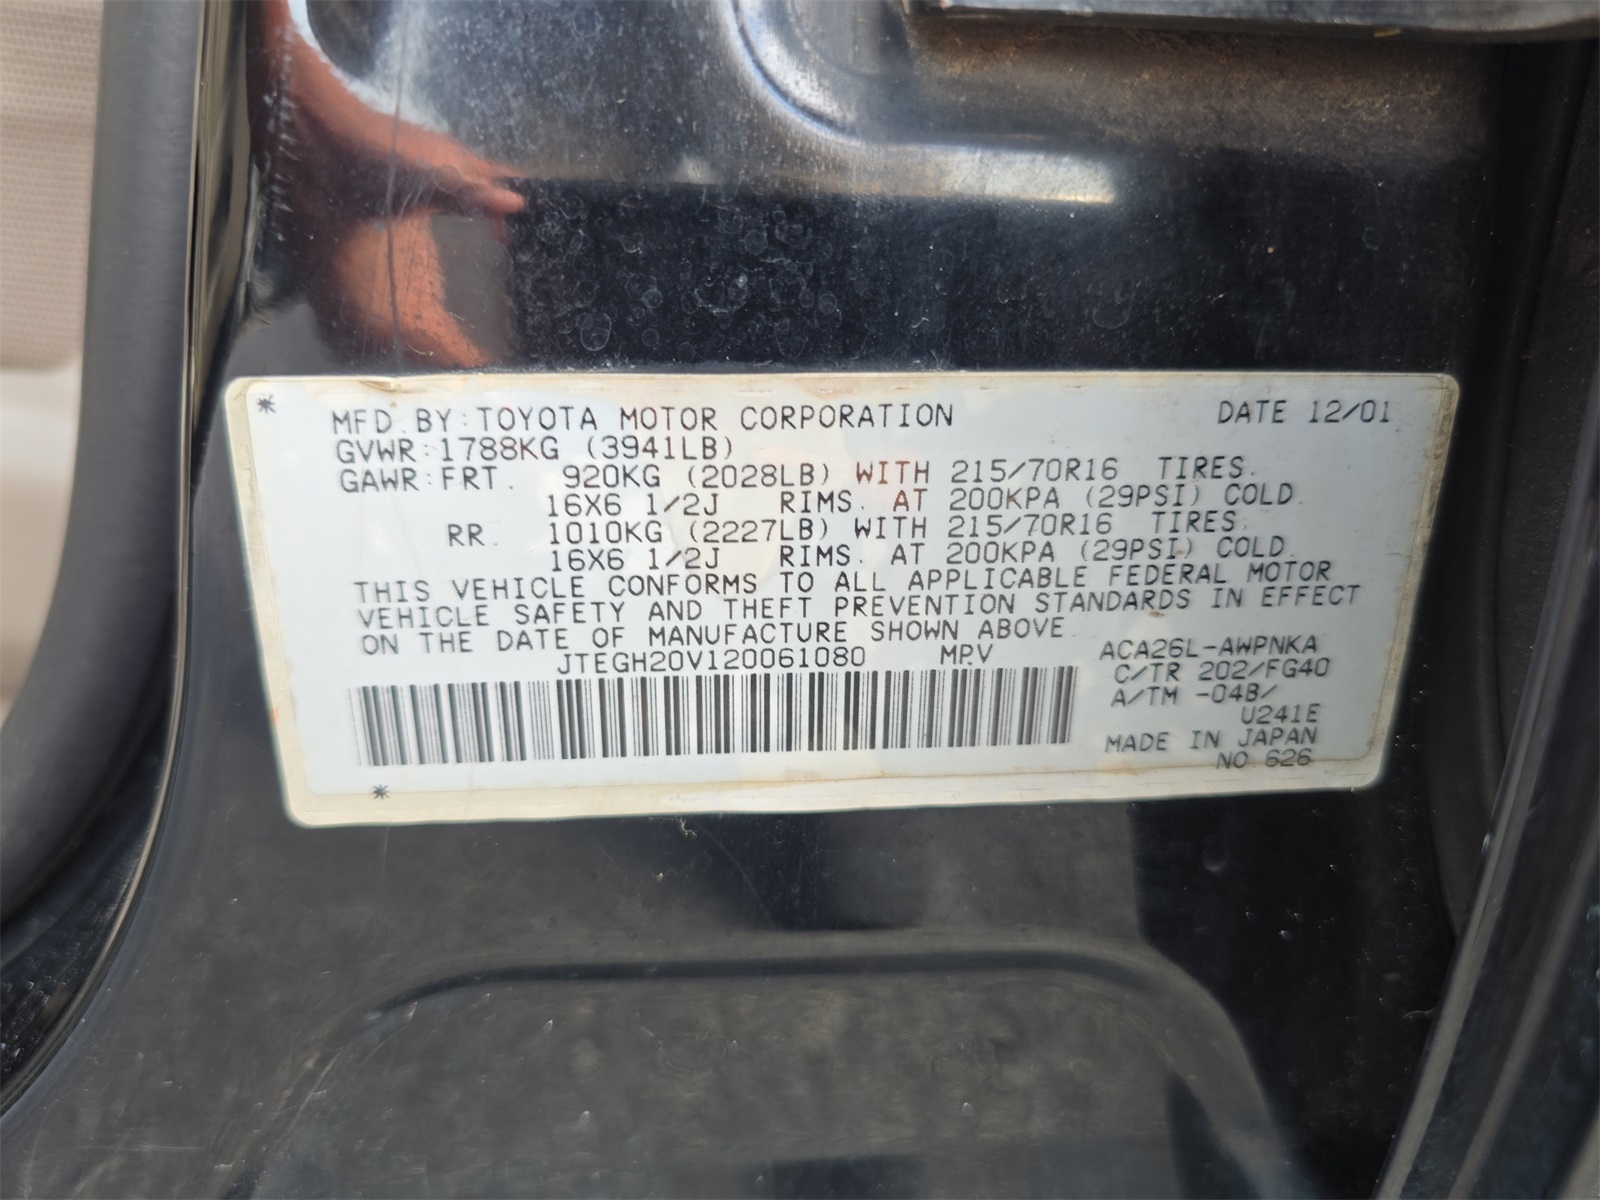 * MFD. BY: TOYOTA MOTOR CORPORATION DATE 12/01
GVWR: 1788KG (3941LB)
GAWR: FRT. 920KG (2028LB) WITH 215/70R16 TIRES.
16X6 1/2J RIMS. AT 200KPA (29PSI) COLD.
RR. 1010KG (2227LB) WITH 215/70R16 TIRES.
16X6 1/2J RIMS. AT 200KPA (29PSI) COLD.
THIS VEHICLE CONFORMS TO ALL APPLICABLE FEDERAL MOTOR
VEHICLE SAFETY AND THEFT PREVENTION STANDARDS IN EFFECT
ON THE DATE OF MANUFACTURE SHOWN ABOVE.
JTEGH20V120061080 MPV
ACA26L-AWPNKA
C/TR 202/FG40
A/TM -04B/
U241E
MADE IN JAPAN
NO.626
*